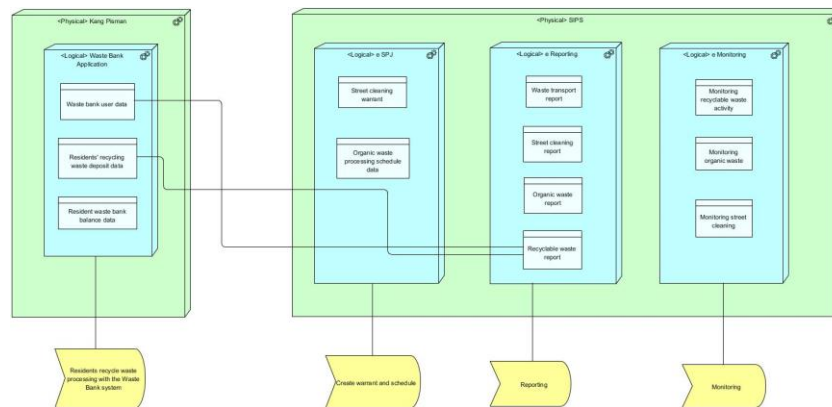 <Physical> Kang Pisman
<Logical> Waste Bank
Application
Waste bank user data
Residents' recycling
waste deposit data
Resident waste bank
balance data
Residents recycle waste
processing with the Waste
Bank system
<Physical> SIPS
<Logical> e SPJ
Street cleaning
warrant
Organic waste
processing schedule
data
Create warrant and schedule
<Logical> e Reporting
Waste transport
report
Street cleaning
report
Organic waste
report
Recyclable waste
report
Reporting
<Logical> e Monitoring
Monitoring
recyclable waste
activity
Monitoring
organic waste
Monitoring street
cleaning
Monitoring